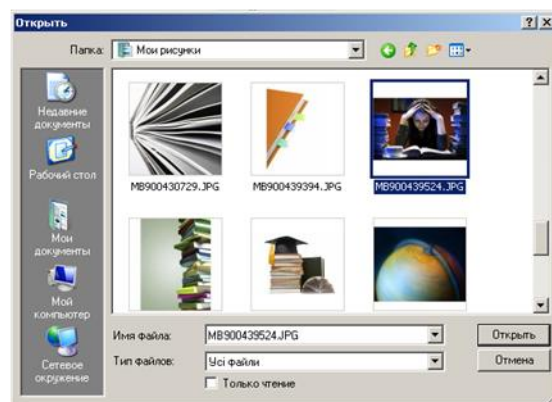 Открыть
Папка: Мои рисунки
Недавние документы
Рабочий стол
Мои документы
Мой компьютер
Сетевое окружение
MB900430729.JPG
MB900439394.JPG
MB900439524.JPG
Имя файла: MB900439524.JPG
Открыть
Тип файлов: Усі файли
Отмена
Только чтение